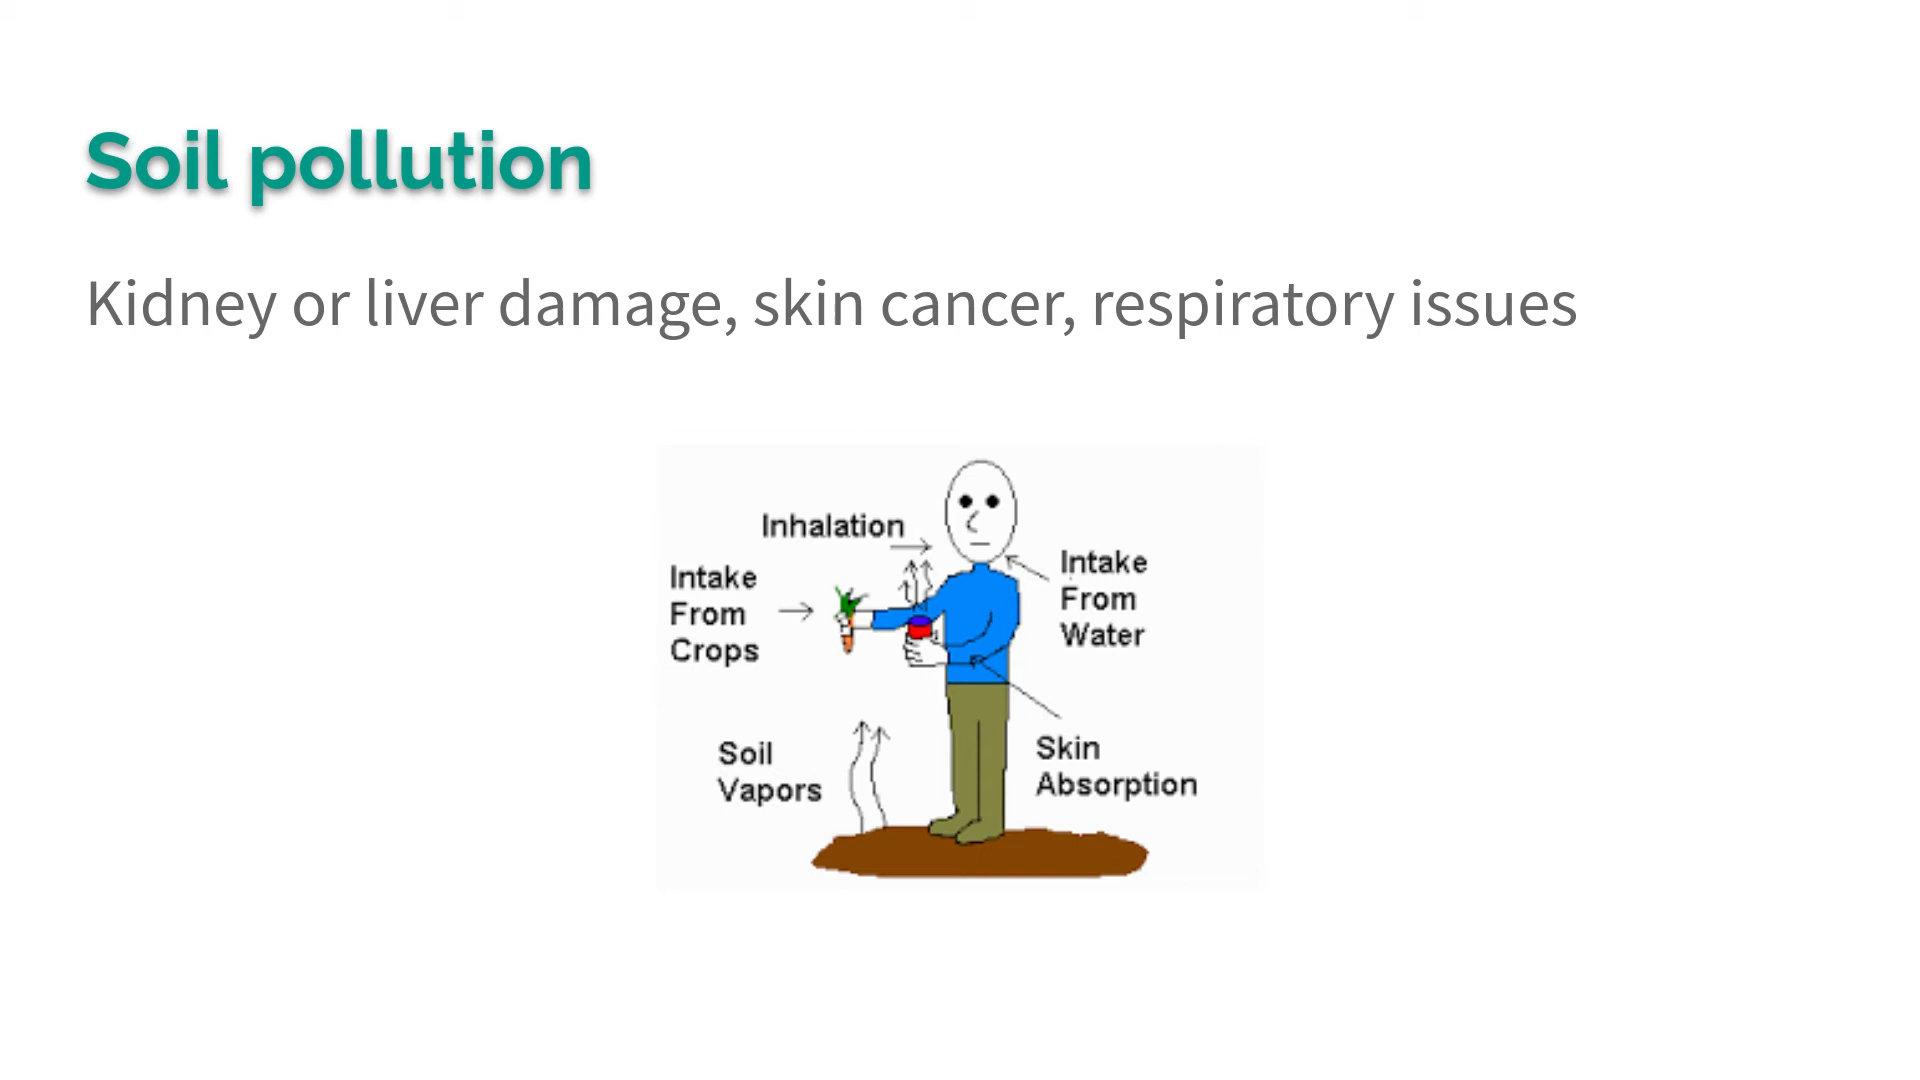 Soil pollution
Kidney or liver damage, skin cancer, respiratory issues
Inhalation
Intake
From
Crops
Intake
From
Water
Soil
Vapors
Skin
Absorption